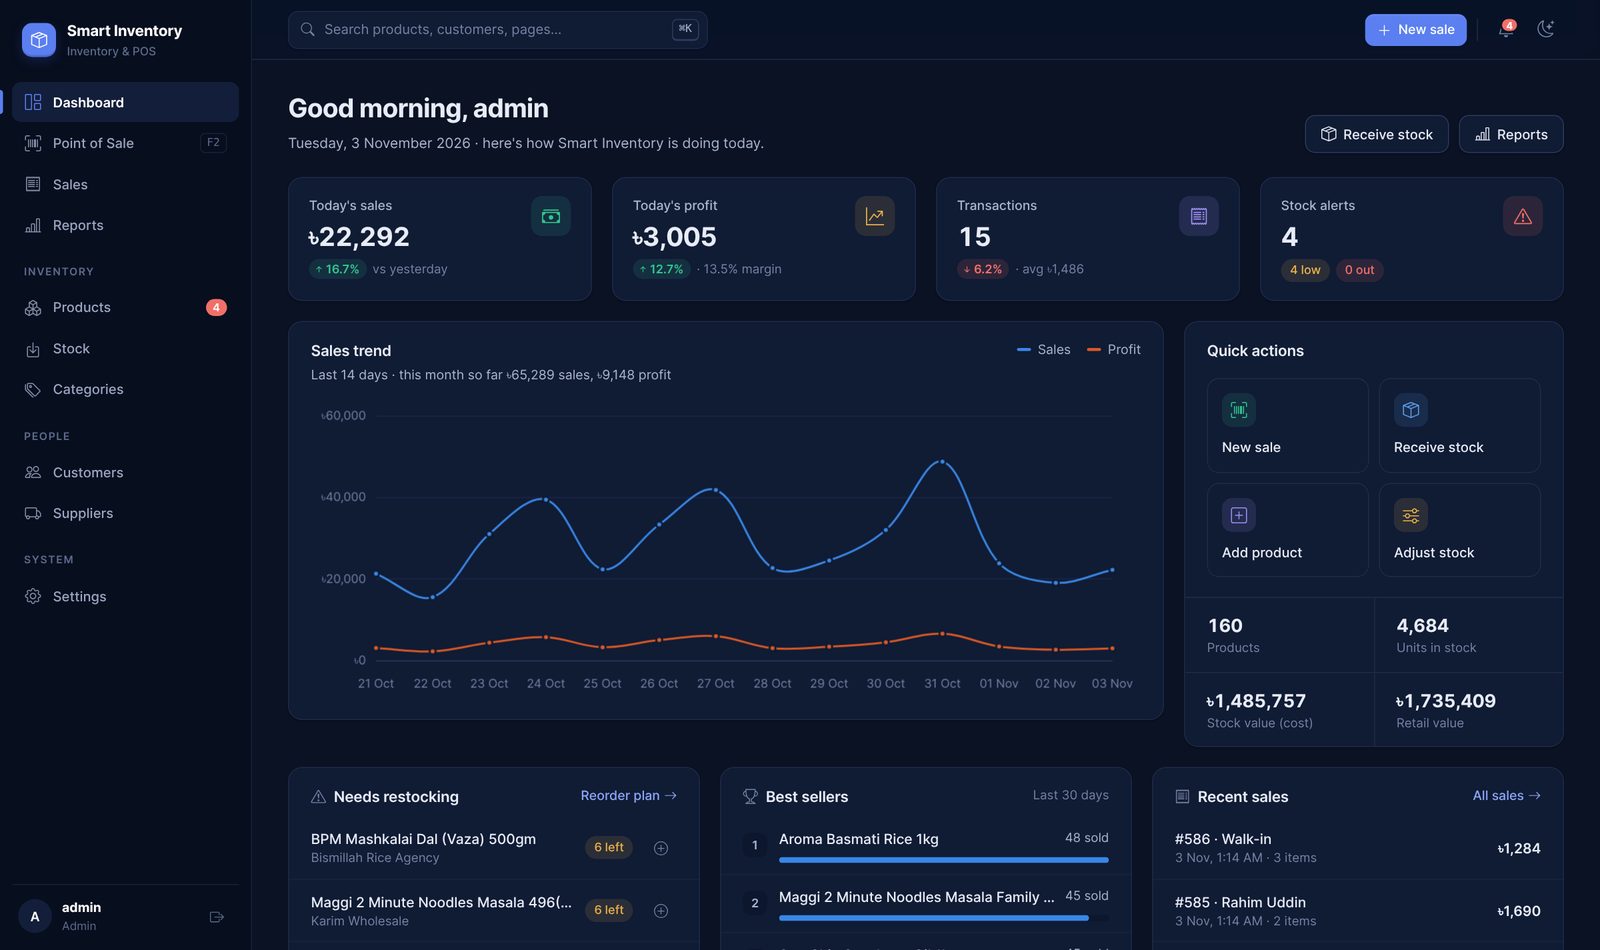 Smart Inventory
Inventory & POS
Search products, customers, pages...
⌘K
+ New sale
4
Dashboard
Point of Sale F2
Sales
Reports
INVENTORY
Products 4
Stock
Categories
PEOPLE
Customers
Suppliers
SYSTEM
Settings
A
admin
Admin
Good morning, admin
Tuesday, 3 November 2026 · here's how Smart Inventory is doing today.
Receive stock
Reports
Today's sales
৳22,292
↑ 16.7% vs yesterday
Today's profit
৳3,005
↑ 12.7% · 13.5% margin
Transactions
15
↓ 6.2% · avg ৳1,486
Stock alerts
4
4 low 0 out
Sales trend
Sales Profit
Last 14 days · this month so far ৳65,289 sales, ৳9,148 profit
৳60,000
৳40,000
৳20,000
৳0
21 Oct 22 Oct 23 Oct 24 Oct 25 Oct 26 Oct 27 Oct 28 Oct 29 Oct 30 Oct 31 Oct 01 Nov 02 Nov 03 Nov
Quick actions
New sale
Receive stock
Add product
Adjust stock
160
Products
4,684
Units in stock
৳1,485,757
Stock value (cost)
৳1,735,409
Retail value
Needs restocking
Reorder plan →
BPM Mashkalai Dal (Vaza) 500gm
Bismillah Rice Agency
6 left
Maggi 2 Minute Noodles Masala 496(...
Karim Wholesale
6 left
Best sellers
Last 30 days
1 Aroma Basmati Rice 1kg 48 sold
2 Maggi 2 Minute Noodles Masala Family ... 45 sold
Recent sales
All sales →
#586 · Walk-in
3 Nov, 1:14 AM · 3 items
৳1,284
#585 · Rahim Uddin
3 Nov, 1:14 AM · 2 items
৳1,690